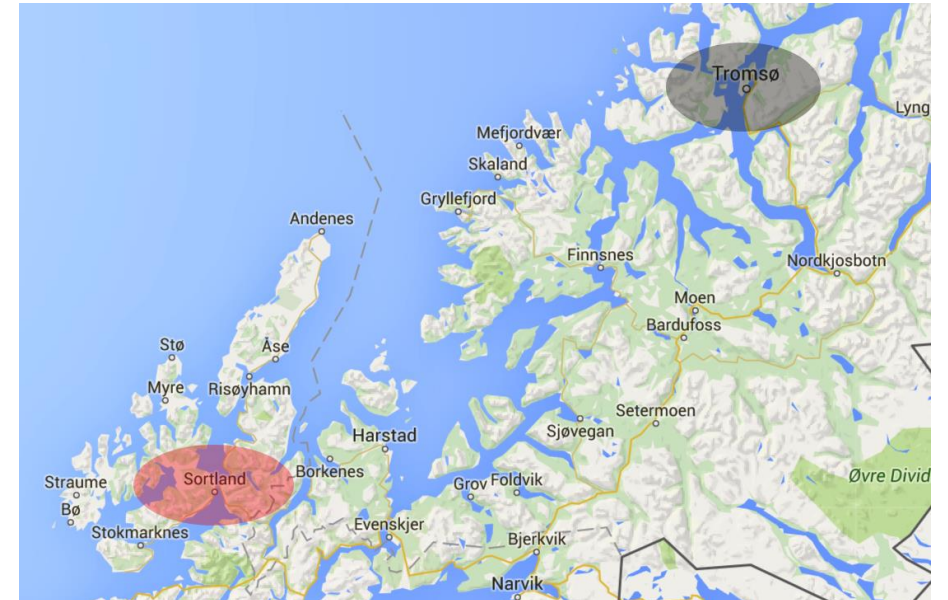 Tromsø
Lyng
Mefjordvær
Skaland
Gryllefjord
Andenes
Finnsnes
Nordkjosbotn
Moen
Bardufoss
Stø
Åse
Myre
Risøyhamn
Setermoen
Sjøvegan
Harstad
Borkenes
Sortland
Straume
Grov
Foldvik
Øvre Divid
Bø
Stokmarknes
Evenskjer
Bjerkvik
Narvik